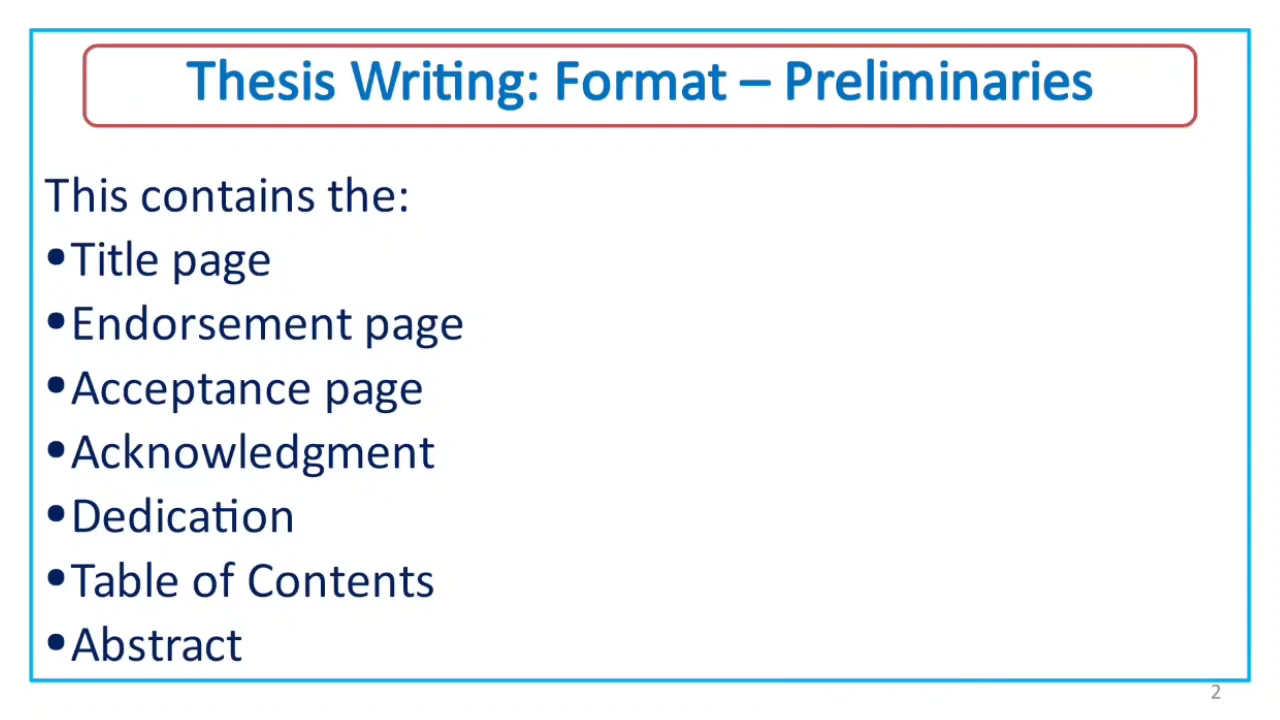 Thesis Writing: Format – Preliminaries
This contains the:
•Title page
•Endorsement page
•Acceptance page
•Acknowledgment
•Dedication
•Table of Contents
•Abstract
2